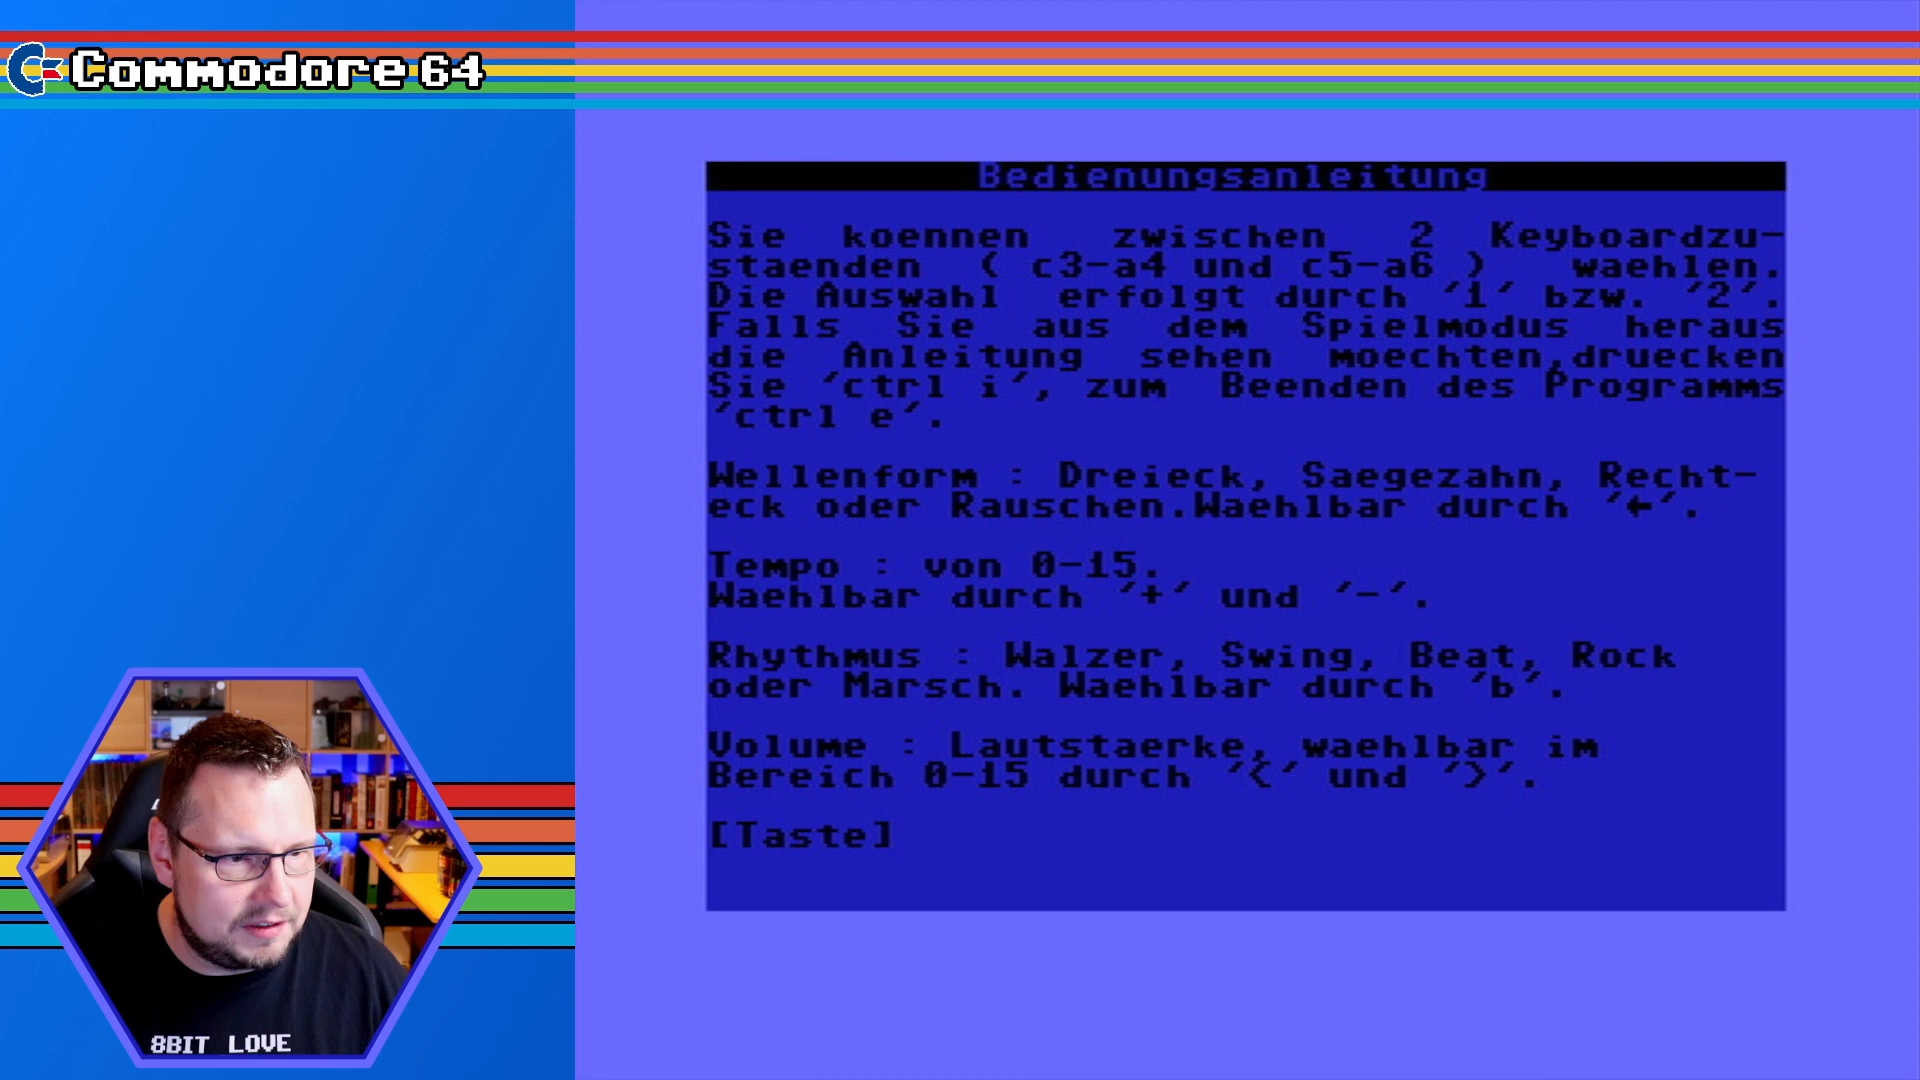 Commodore 64
Bedienungsanleitung
Sie koennen zwischen 2 Keyboardzu-
staenden ( c3-a4 und c5-a6 ) waehlen.
Die Auswahl erfolgt durch '1' bzw. '2'.
Falls Sie aus dem Spielmodus heraus
die Anleitung sehen moechten,druecken
Sie 'ctrl i', zum Beenden des Programms
'ctrl e'.
Wellenform : Dreieck, Saegezahn, Recht-
eck oder Rauschen.Waehlbar durch '←'.
Tempo : von 0-15.
Waehlbar durch '+' und '-'.
Rhythmus : Walzer, Swing, Beat, Rock
oder Marsch. Waehlbar durch 'b'.
Volume : Lautstaerke, waehlbar im
Bereich 0-15 durch '<' und '>'.
[Taste]
8BIT LOVE